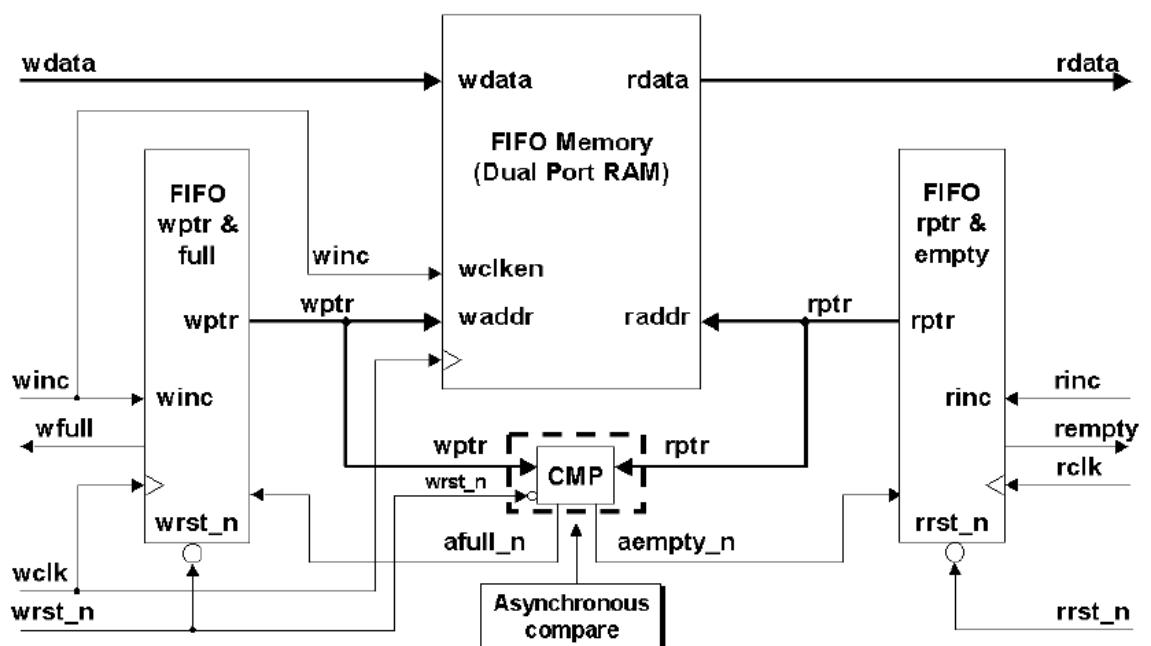 wdata
wdata
rdata
rdata
FIFO Memory
(Dual Port RAM)
FIFO
wptr &
full
FIFO
rptr &
empty
winc
wclken
wptr
wptr
waddr
raddr
rptr
rptr
winc
winc
rinc
rinc
wfull
rempty
wptr
rptr
CMP
wrst_n
rclk
wrst_n
rrst_n
afull_n
aempty_n
wclk
wrst_n
Asynchronous
compare
rrst_n